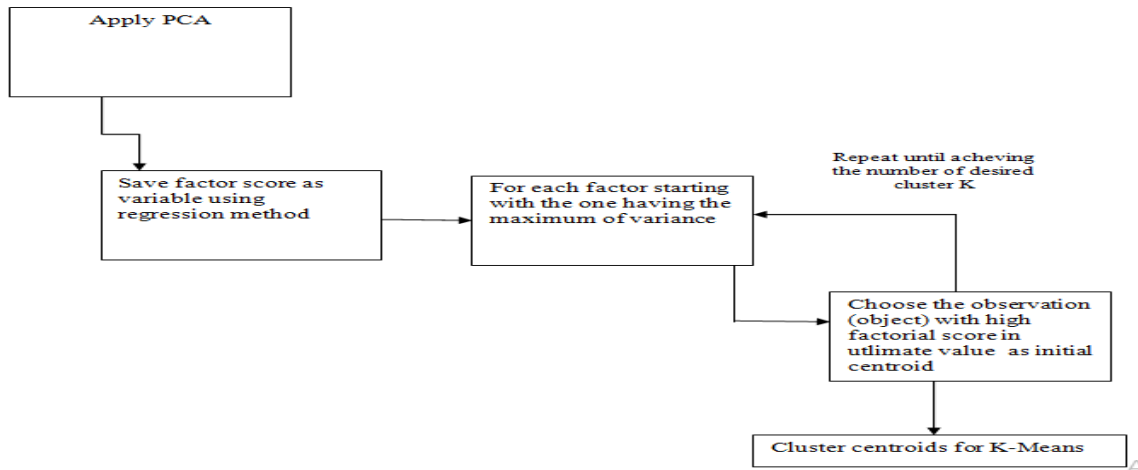 Apply PCA
Save factor score as
variable using
regression method
For each factor starting
with the one having the
maximum of variance
Repeat until acheving
the number of desired
cluster K
Choose the observation
(object) with high
factorial score in
utlimate value as initial
centroid
Cluster centroids for K-Means